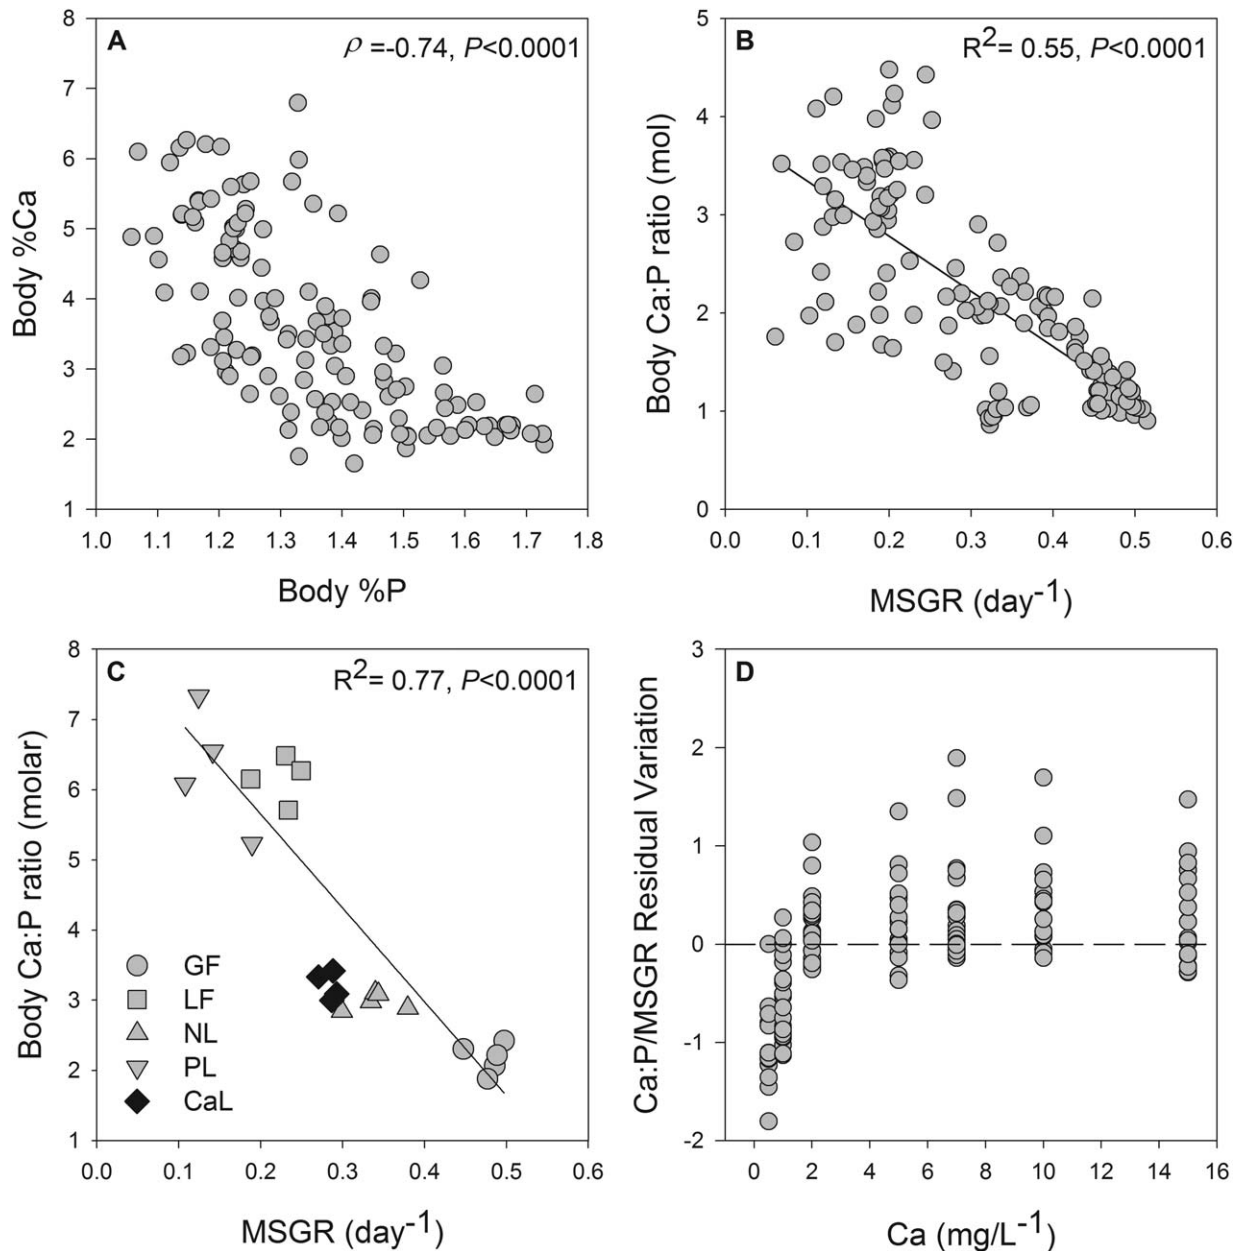 A
ρ =-0.74, P<0.0001
8
7
6
5
4
3
2
1
Body %Ca
1.0 1.1 1.2 1.3 1.4 1.5 1.6 1.7 1.8
Body %P
B
R2= 0.55, P<0.0001
5
4
3
2
1
0
Body Ca:P ratio (mol)
0.0 0.1 0.2 0.3 0.4 0.5 0.6
MSGR (day-1)
C
R2= 0.77, P<0.0001
8
7
6
5
4
3
2
1
Body Ca:P ratio (molar)
GF
LF
NL
PL
CaL
0.0 0.1 0.2 0.3 0.4 0.5 0.6
MSGR (day-1)
D
3
2
1
0
-1
-2
Ca:P/MSGR Residual Variation
0 2 4 6 8 10 12 14 16
Ca (mg/L-1)